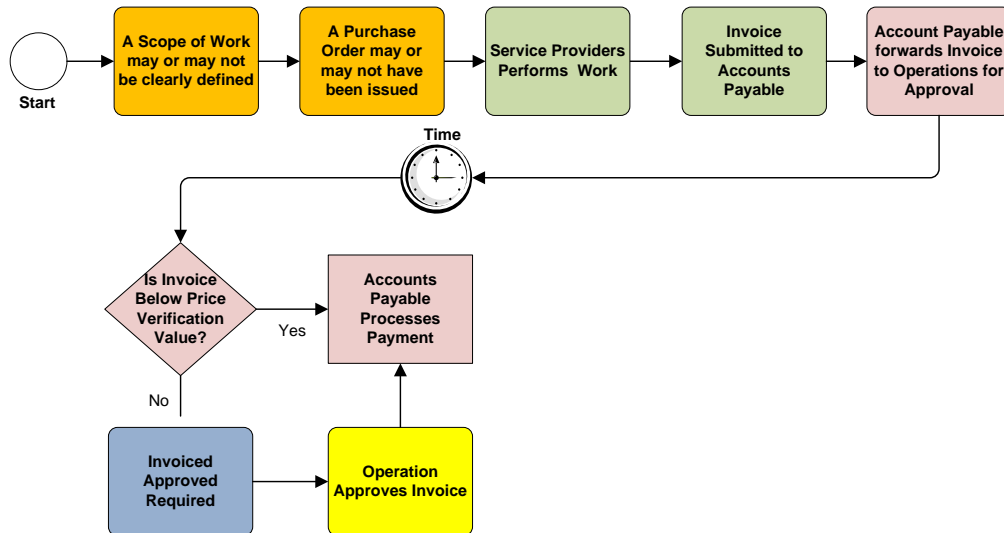 Start
A Scope of Work
may or may not
be clearly defined
A Purchase
Order may or
may not have
been issued
Service Providers
Performs Work
Invoice
Submitted to
Accounts
Payable
Account Payable
forwards Invoice
to Operations for
Approval
Time
Is Invoice
Below Price
Verification
Value?
Yes
Accounts
Payable
Processes
Payment
No
Invoiced
Approved
Required
Operation
Approves Invoice